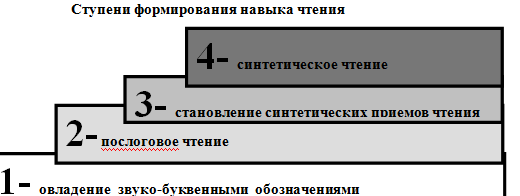 Ступени формирования навыка чтения
4- синтетическое чтение
3- становление синтетических приемов чтения
2- послоговое чтение
1- овладение звуко-буквенными обозначениями